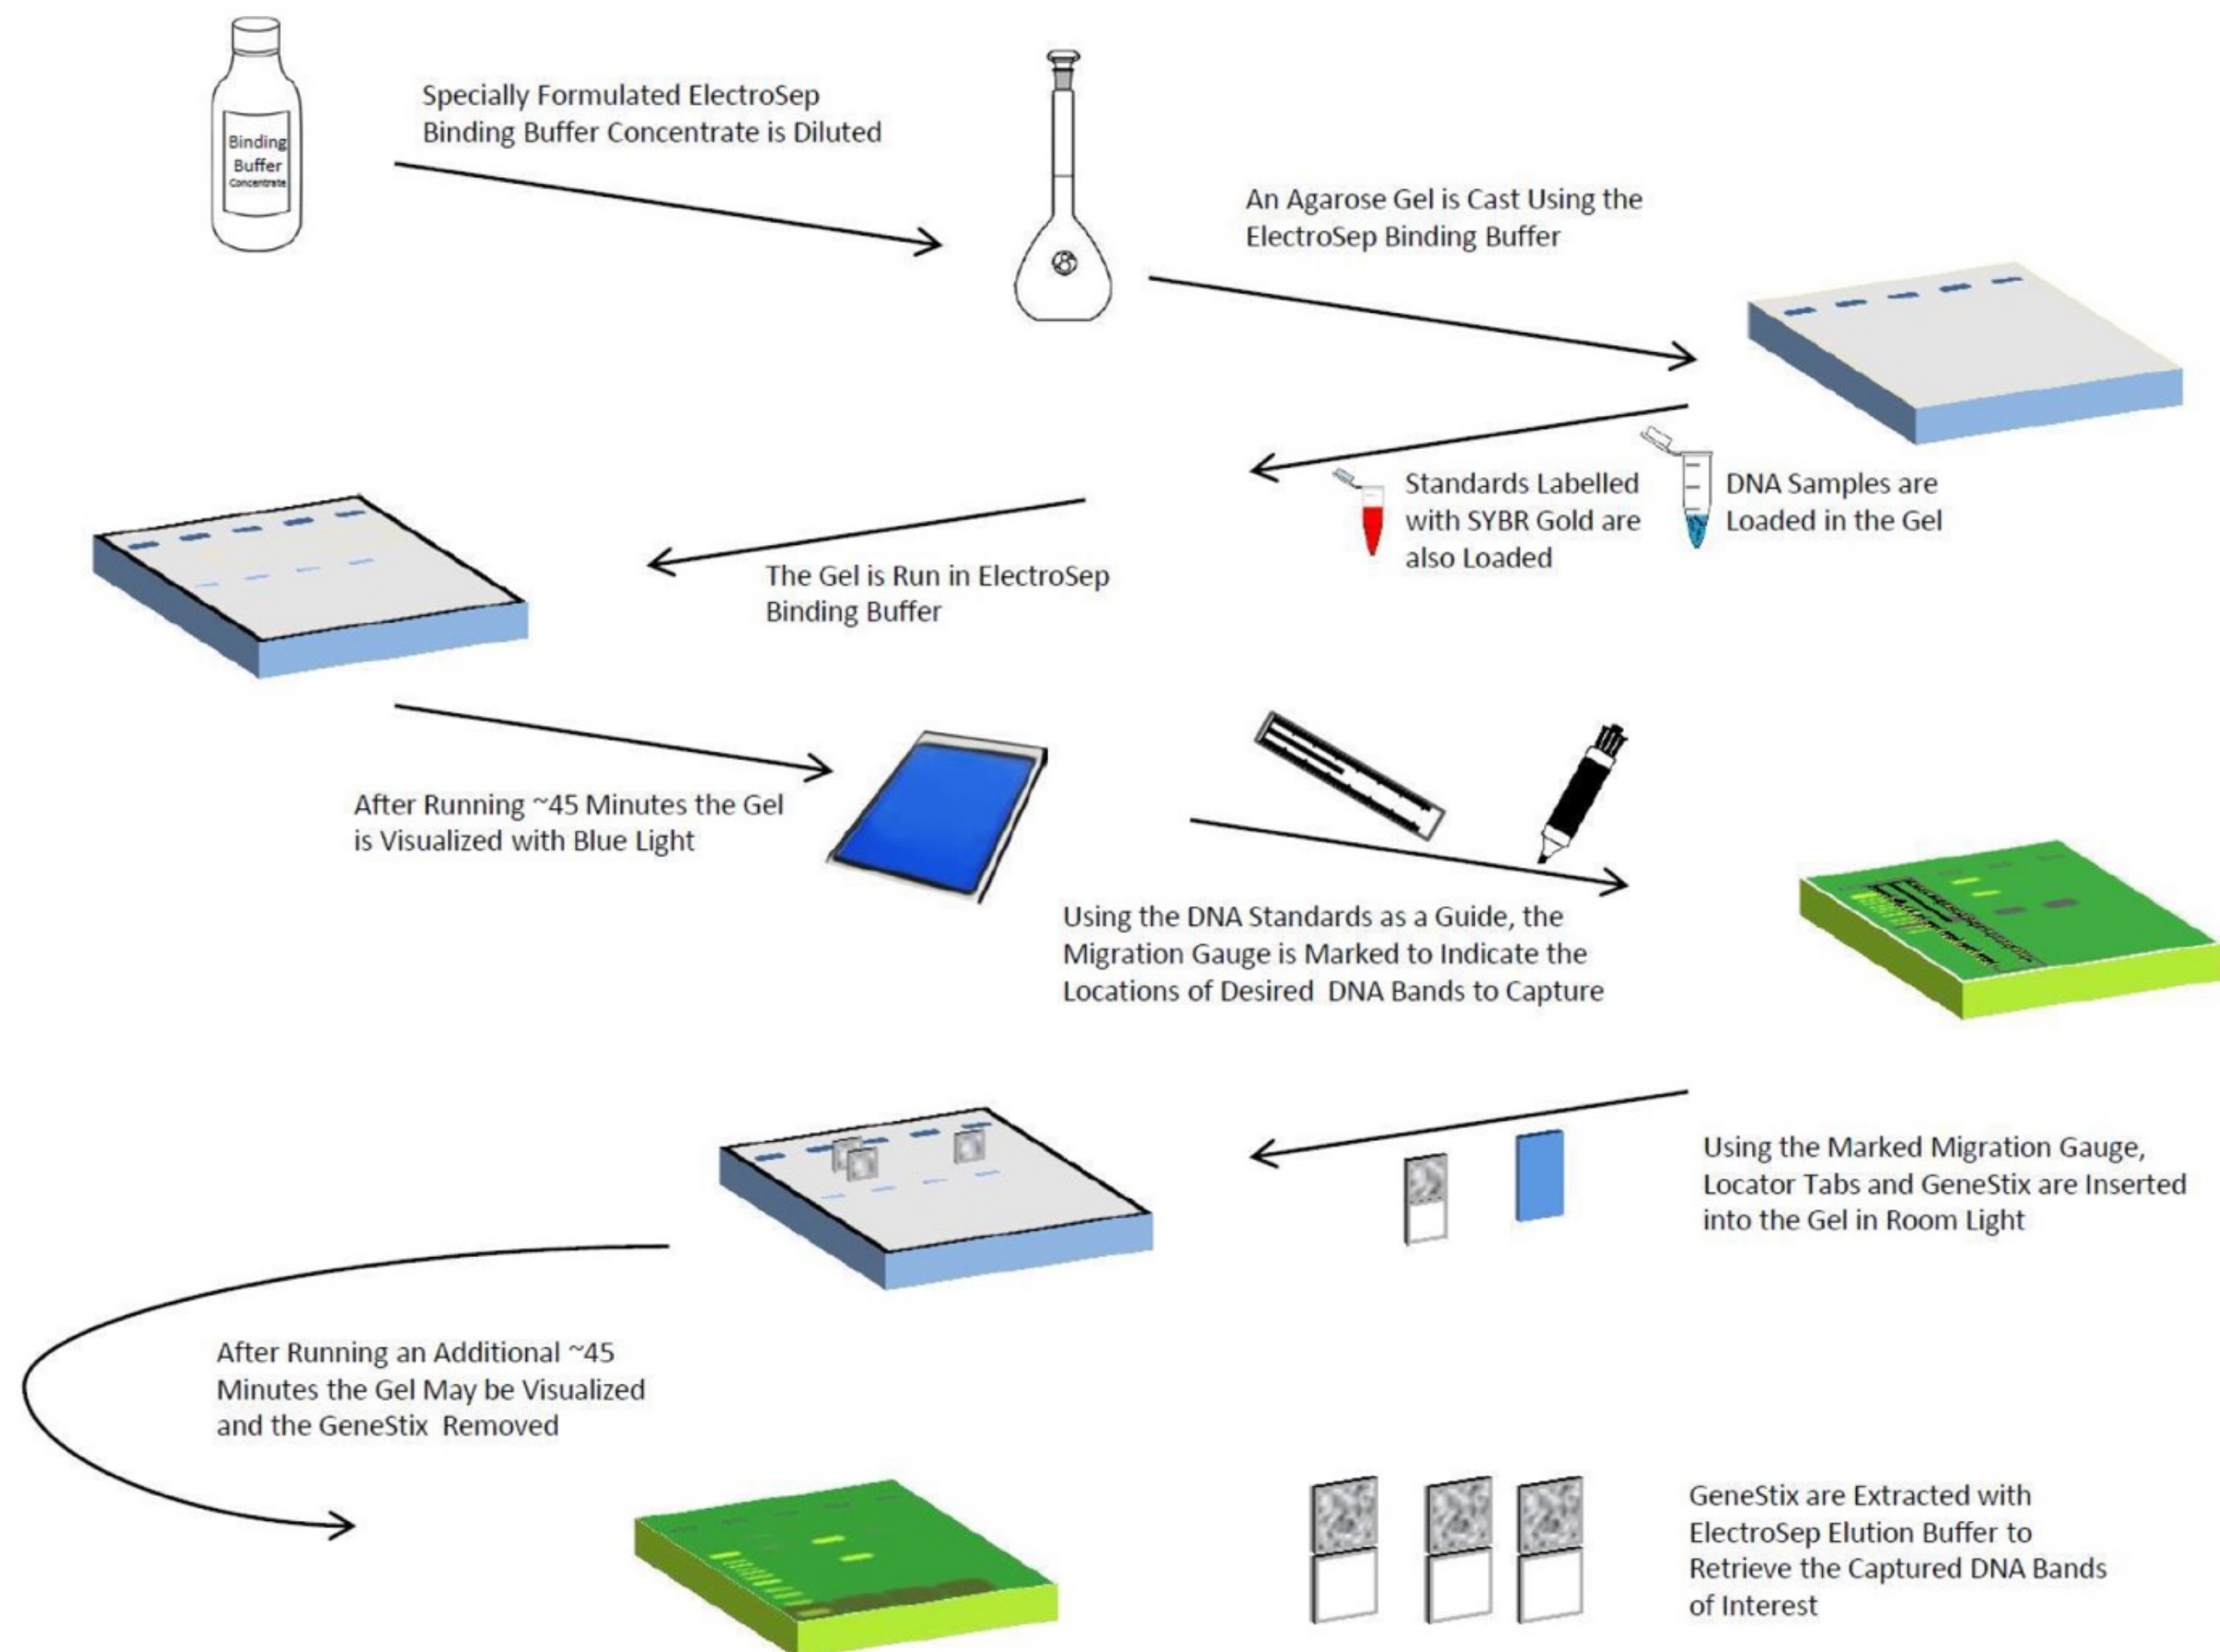 Binding
Buffer
Concentrate
Specially Formulated ElectroSep
Binding Buffer Concentrate is Diluted
An Agarose Gel is Cast Using the
ElectroSep Binding Buffer
Standards Labelled
with SYBR Gold are
also Loaded
DNA Samples are
Loaded in the Gel
The Gel is Run in ElectroSep
Binding Buffer
After Running ~45 Minutes the Gel
is Visualized with Blue Light
Using the DNA Standards as a Guide, the
Migration Gauge is Marked to Indicate the
Locations of Desired DNA Bands to Capture
Using the Marked Migration Gauge,
Locator Tabs and GeneStix are Inserted
into the Gel in Room Light
After Running an Additional ~45
Minutes the Gel May be Visualized
and the GeneStix Removed
GeneStix are Extracted with
ElectroSep Elution Buffer to
Retrieve the Captured DNA Bands
of Interest